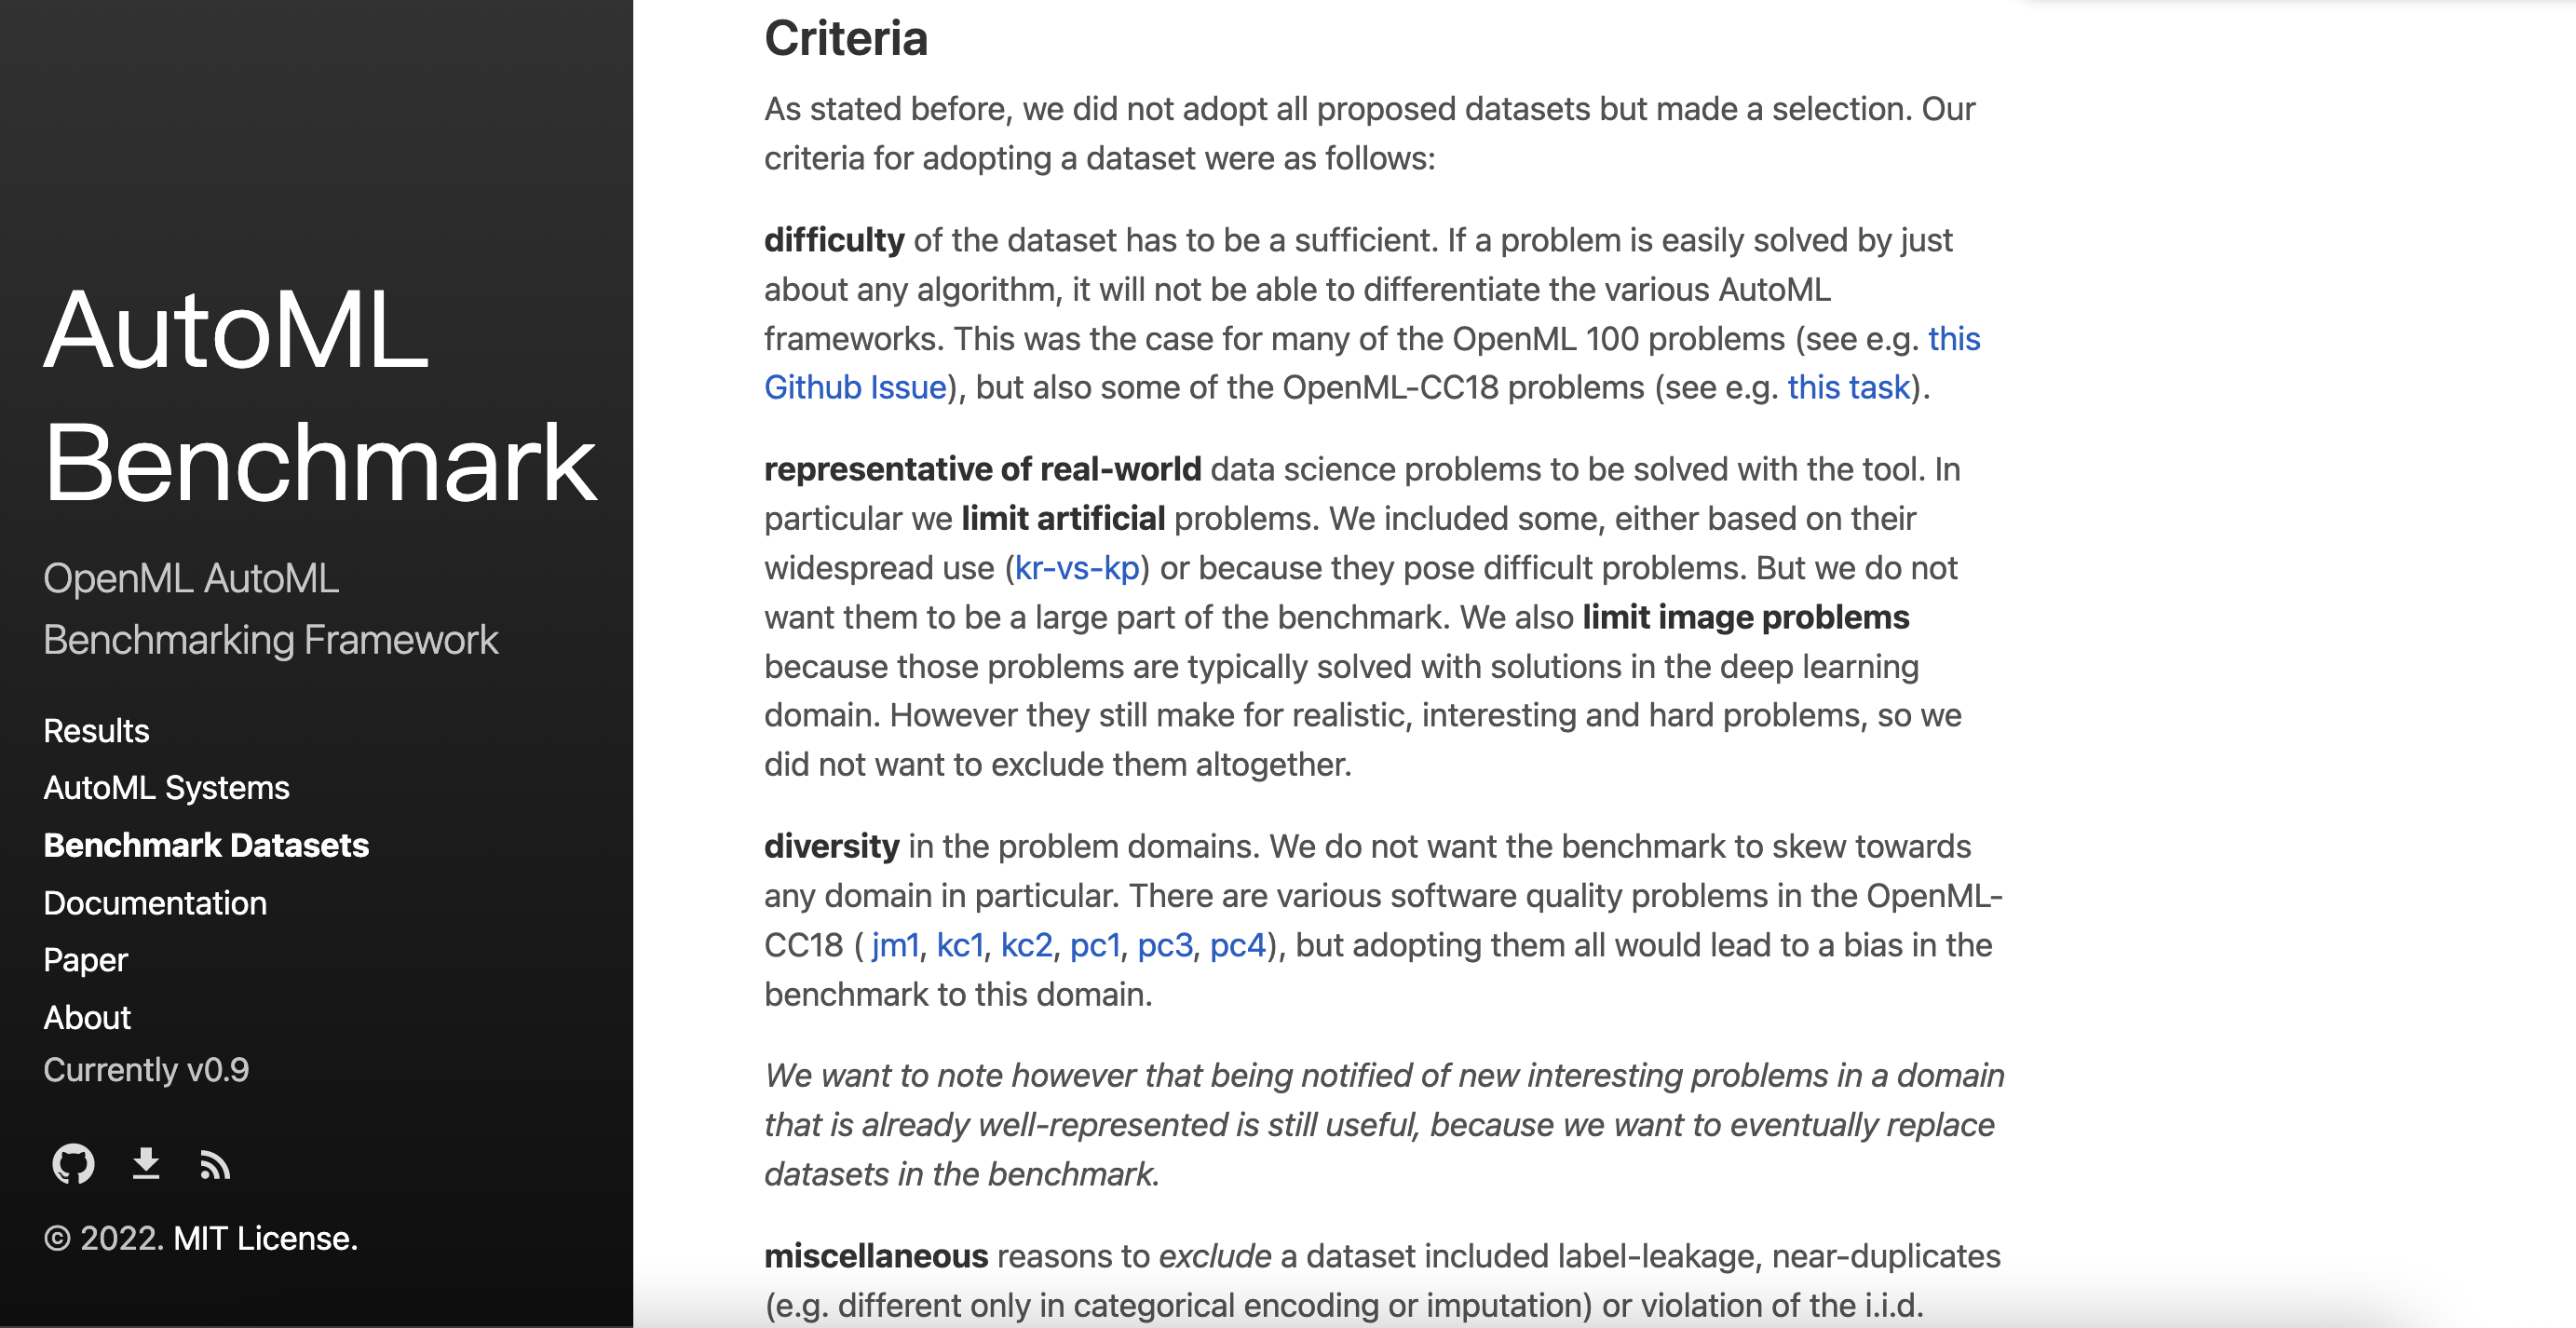 AutoML
Benchmark
OpenML AutoML
Benchmarking Framework
Results
AutoML Systems
Benchmark Datasets
Documentation
Paper
About
Currently v0.9
© 2022. MIT License.
Criteria
As stated before, we did not adopt all proposed datasets but made a selection. Our
criteria for adopting a dataset were as follows:
difficulty of the dataset has to be a sufficient. If a problem is easily solved by just
about any algorithm, it will not be able to differentiate the various AutoML
frameworks. This was the case for many of the OpenML 100 problems (see e.g. this
Github Issue), but also some of the OpenML-CC18 problems (see e.g. this task).
representative of real-world data science problems to be solved with the tool. In
particular we limit artificial problems. We included some, either based on their
widespread use (kr-vs-kp) or because they pose difficult problems. But we do not
want them to be a large part of the benchmark. We also limit image problems
because those problems are typically solved with solutions in the deep learning
domain. However they still make for realistic, interesting and hard problems, so we
did not want to exclude them altogether.
diversity in the problem domains. We do not want the benchmark to skew towards
any domain in particular. There are various software quality problems in the OpenML-
CC18 ( jm1, kc1, kc2, pc1, pc3, pc4), but adopting them all would lead to a bias in the
benchmark to this domain.
We want to note however that being notified of new interesting problems in a domain
that is already well-represented is still useful, because we want to eventually replace
datasets in the benchmark.
miscellaneous reasons to exclude a dataset included label-leakage, near-duplicates
(e.g. different only in categorical encoding or imputation) or violation of the i.i.d.